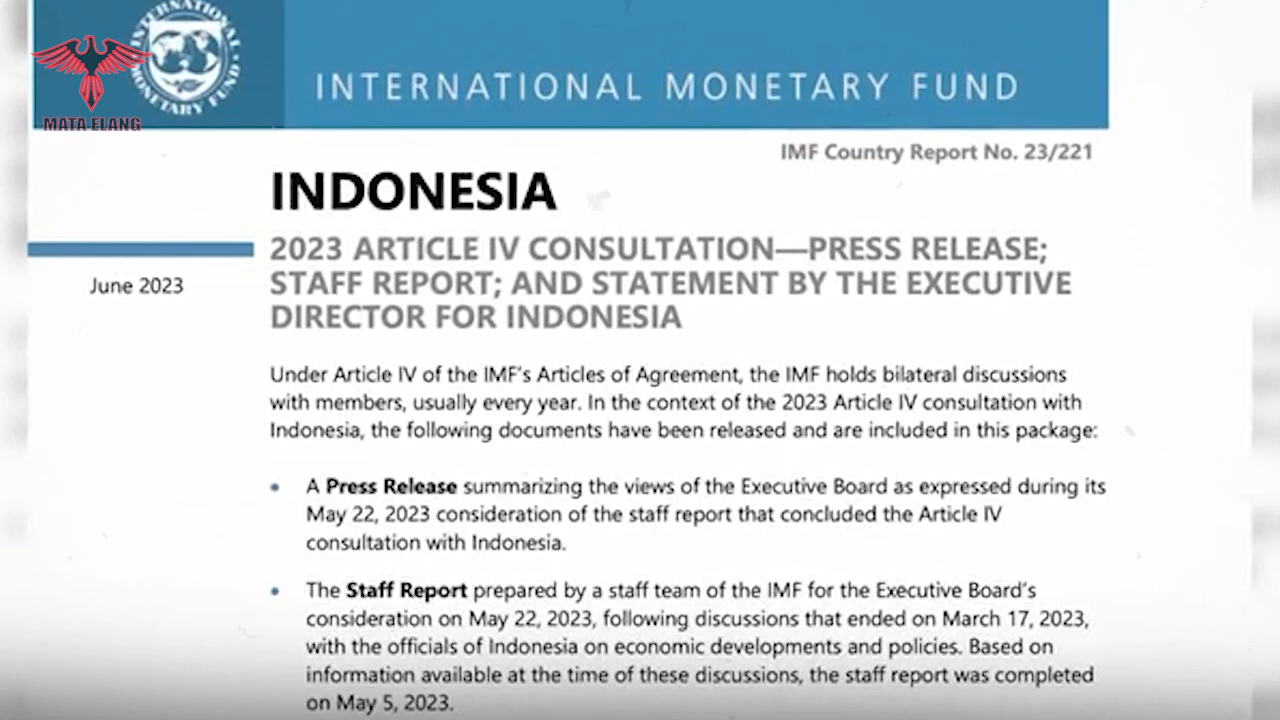 INTERNATIONAL
MONETARY FUND
MATA ELANG
INTERNATIONAL MONETARY FUND
IMF Country Report No. 23/221
INDONESIA
2023 ARTICLE IV CONSULTATION—PRESS RELEASE;
STAFF REPORT; AND STATEMENT BY THE EXECUTIVE
DIRECTOR FOR INDONESIA
June 2023
Under Article IV of the IMF's Articles of Agreement, the IMF holds bilateral discussions
with members, usually every year. In the context of the 2023 Article IV consultation with
Indonesia, the following documents have been released and are included in this package:
• A Press Release summarizing the views of the Executive Board as expressed during its
May 22, 2023 consideration of the staff report that concluded the Article IV
consultation with Indonesia.
• The Staff Report prepared by a staff team of the IMF for the Executive Board's
consideration on May 22, 2023, following discussions that ended on March 17, 2023,
with the officials of Indonesia on economic developments and policies. Based on
information available at the time of these discussions, the staff report was completed
on May 5, 2023.